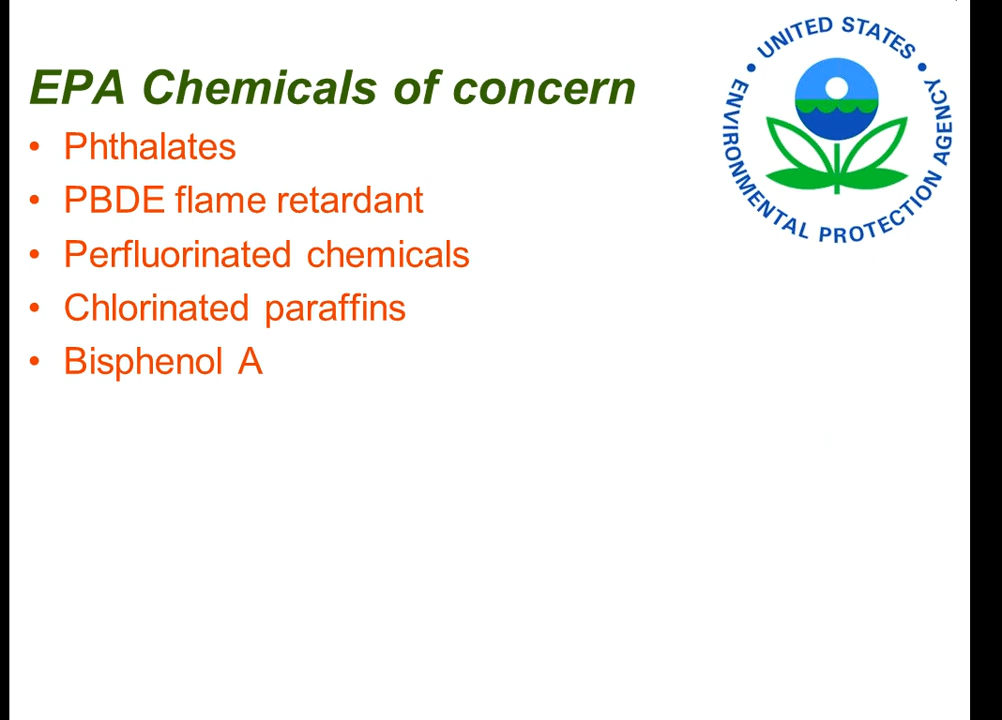 EPA Chemicals of concern
• Phthalates
• PBDE flame retardant
• Perfluorinated chemicals
• Chlorinated paraffins
• Bisphenol A
UNITED STATES
• ENVIRONMENTAL PROTECTION AGENCY •